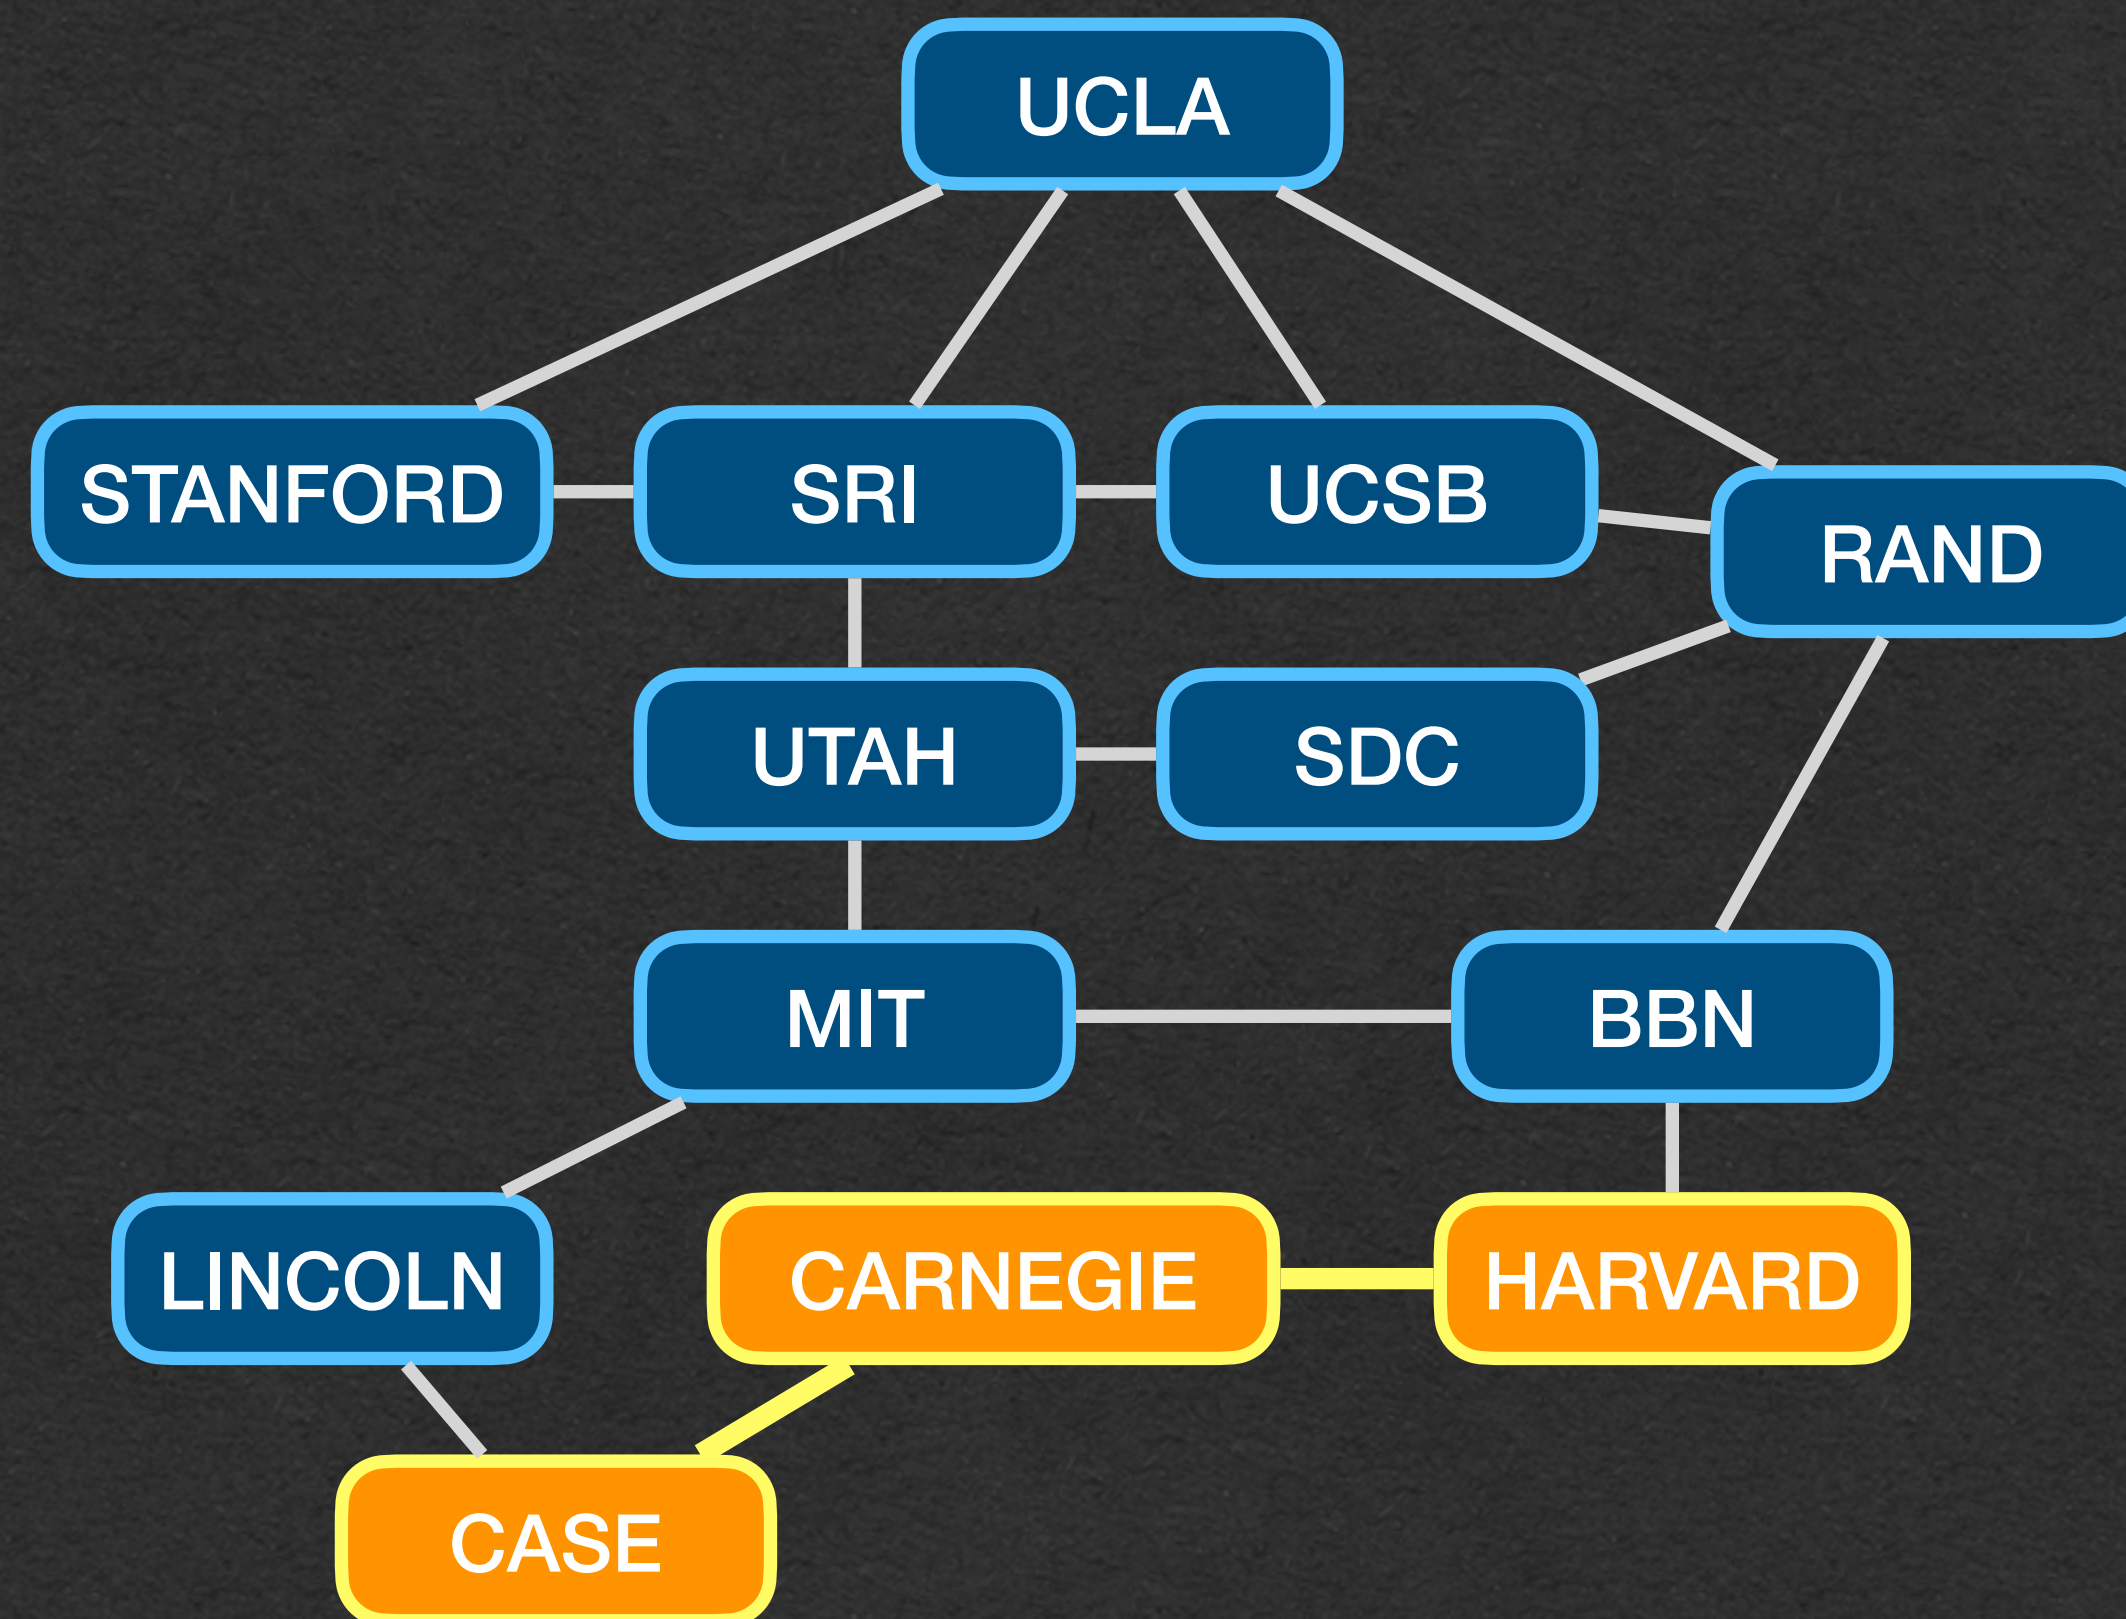 UCLA
STANFORD
SRI
UCSB
RAND
UTAH
SDC
MIT
BBN
LINCOLN
CARNEGIE
HARVARD
CASE